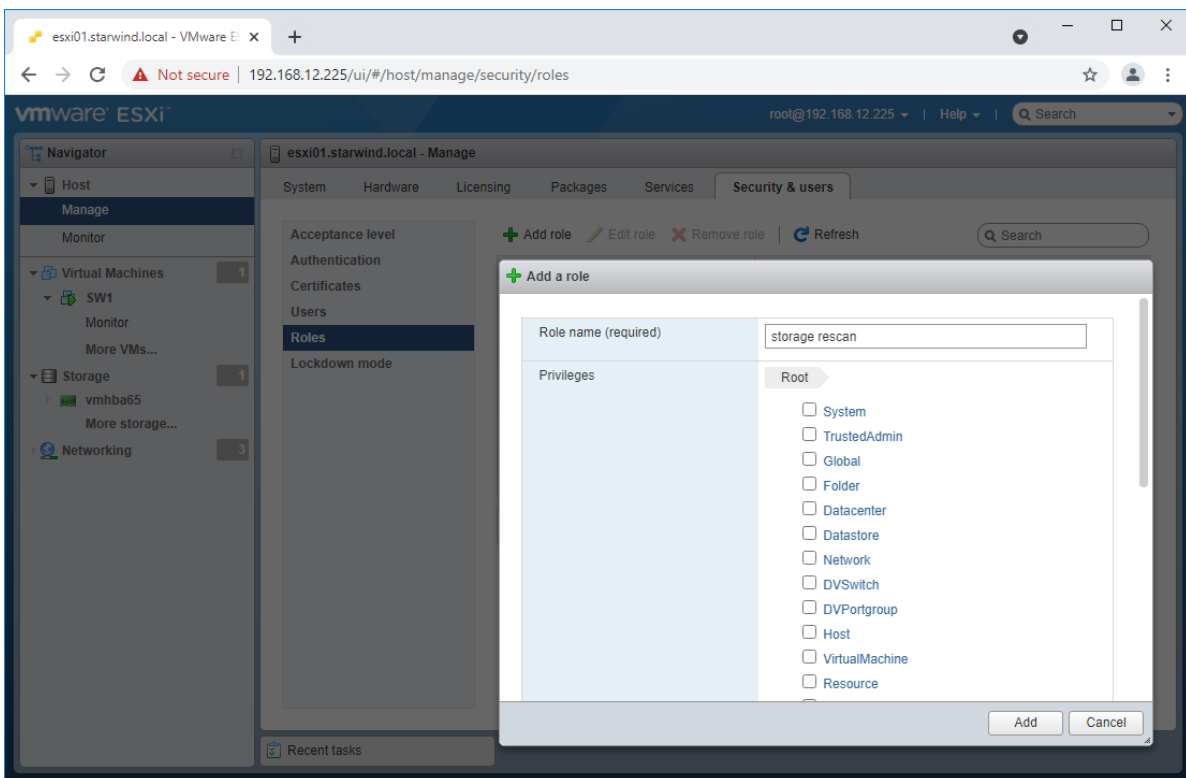 esxi01.starwind.local - VMware ES
Not secure | 192.168.12.225/ui/#/host/manage/security/roles
vmware ESXi™
root@192.168.12.225 | Help | Search
Navigator
esxi01.starwind.local - Manage
Host
Manage
Monitor
Virtual Machines 1
SW1
Monitor
More VMs...
Storage 1
vmhba65
More storage...
Networking 3
System Hardware Licensing Packages Services Security & users
Acceptance level
Authentication
Certificates
Users
Roles
Lockdown mode
Add role Edit role Remove role | Refresh Search
Add a role
Role name (required) storage rescan
Privileges Root
System
TrustedAdmin
Global
Folder
Datacenter
Datastore
Network
DVSwitch
DVPortgroup
Host
VirtualMachine
Resource
Add Cancel
Recent tasks